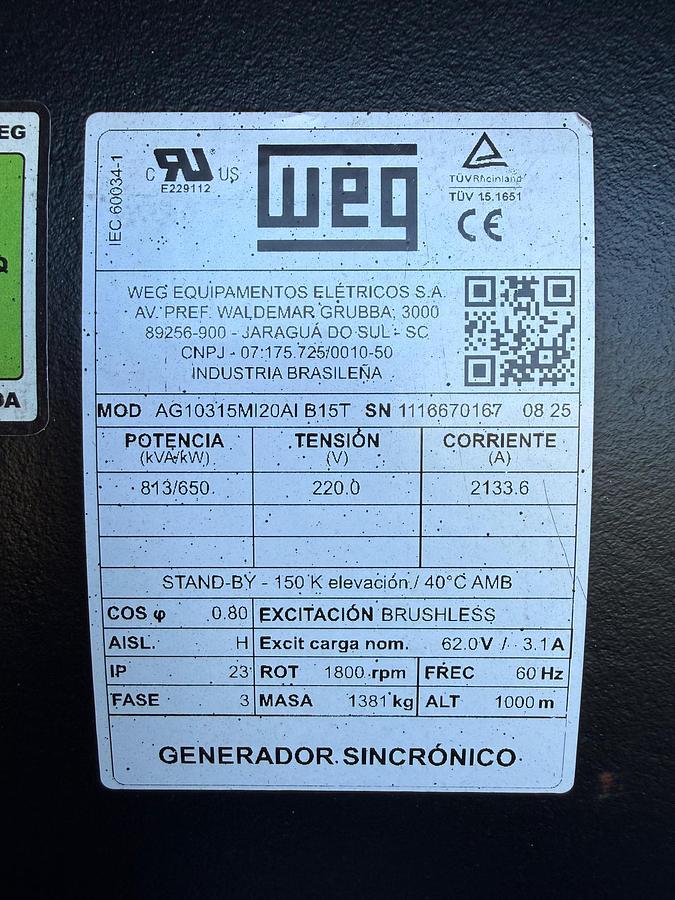 EG
Q
DA
IEC 60034-1
C RU US
E229112
WEG
TÜVRheinland
TÜV 15.1651
CE
WEG EQUIPAMENTOS ELÉTRICOS S.A.
AV. PREF. WALDEMAR GRUBBA, 3000
89256-900 - JARAGUÁ DO SUL - SC
CNPJ - 07.175.725/0010-50
INDUSTRIA BRASILEÑA
MOD AG10315MI20AI B15T SN 1116670167 08 25
POTENCIA TENSIÓN CORRIENTE
(kVA/kW) (V) (A)
813/650 220.0 2133.6
STAND-BY - 150 K elevación / 40°C AMB
COS φ 0.80 EXCITACIÓN BRUSHLESS
AISL. H Excit carga nom. 62.0V / 3.1A
IP 23 ROT 1800 rpm FREC 60 Hz
FASE 3 MASA 1381 kg ALT 1000 m
GENERADOR SINCRÓNICO